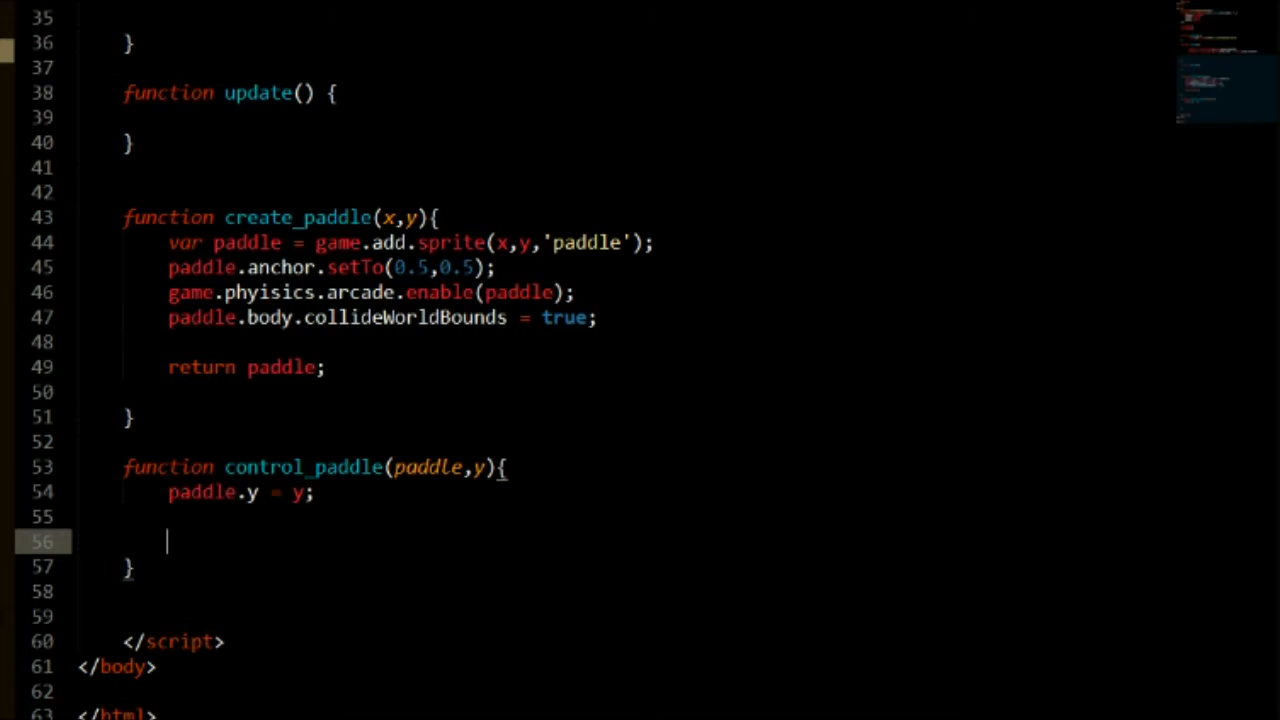 35
36 }
37
38 function update() {
39
40 }
41
42
43 function create_paddle(x,y){
44 var paddle = game.add.sprite(x,y,'paddle');
45 paddle.anchor.setTo(0.5,0.5);
46 game.phyisics.arcade.enable(paddle);
47 paddle.body.collideWorldBounds = true;
48
49 return paddle;
50
51 }
52
53 function control_paddle(paddle,y){
54 paddle.y = y;
55
56
57 }
58
59
60 </script>
61 </body>
62
63 </html>